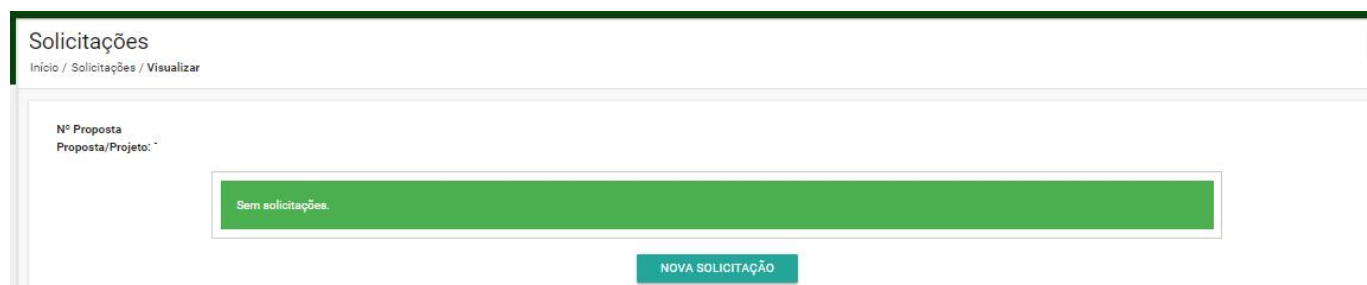 Solicitações
Início / Solicitações / Visualizar
Nº Proposta
Proposta/Projeto: -
Sem solicitações.
NOVA SOLICITAÇÃO